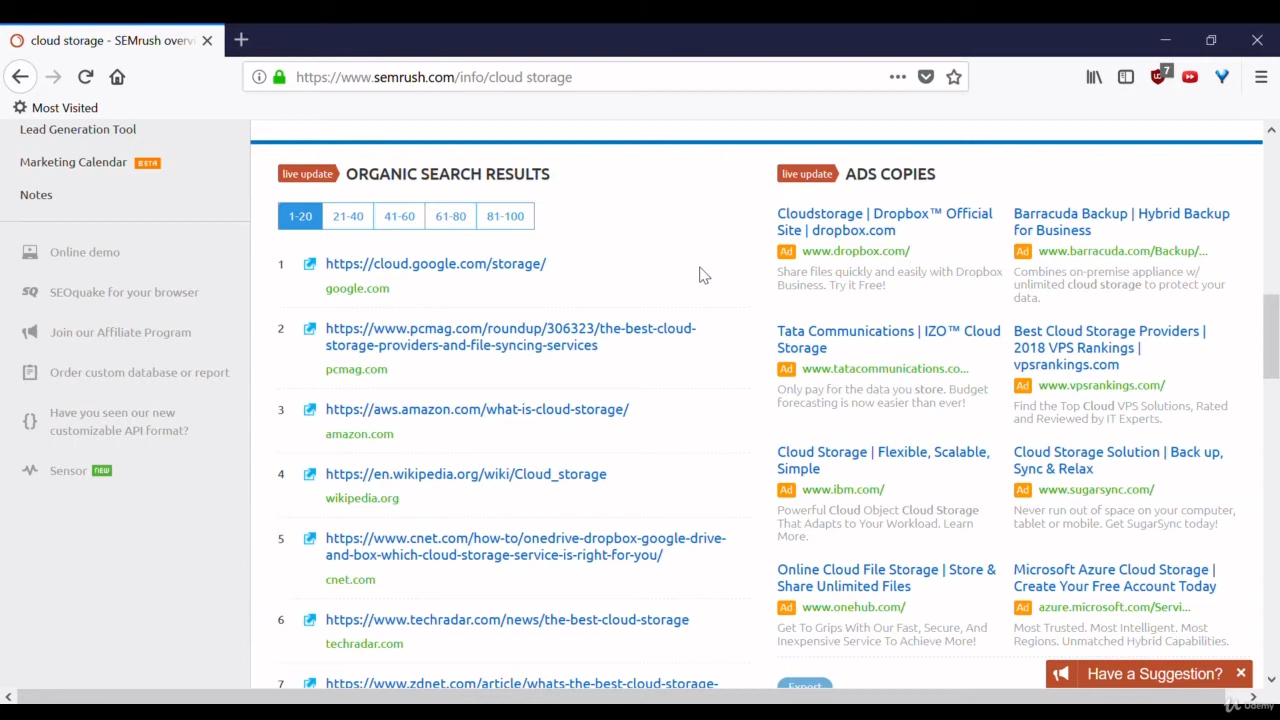 cloud storage - SEMrush overvi
https://www.semrush.com/info/cloud storage
7
Most Visited
Lead Generation Tool
Marketing Calendar BETA
Notes
Online demo
SQ SEOquake for your browser
Join our Affiliate Program
Order custom database or report
{} Have you seen our new
customizable API format?
Sensor NEW
live update ORGANIC SEARCH RESULTS
1-20 21-40 41-60 61-80 81-100
1 https://cloud.google.com/storage/
google.com
2 https://www.pcmag.com/roundup/306323/the-best-cloud-
storage-providers-and-file-syncing-services
pcmag.com
3 https://aws.amazon.com/what-is-cloud-storage/
amazon.com
4 https://en.wikipedia.org/wiki/Cloud_storage
wikipedia.org
5 https://www.cnet.com/how-to/onedrive-dropbox-google-drive-
and-box-which-cloud-storage-service-is-right-for-you/
cnet.com
6 https://www.techradar.com/news/the-best-cloud-storage
techradar.com
7 https://www.zdnet.com/article/whats-the-best-cloud-storage-
live update ADS COPIES
Cloudstorage | Dropbox™ Official
Site | dropbox.com
Ad www.dropbox.com/
Share files quickly and easily with Dropbox
Business. Try it Free!
Barracuda Backup | Hybrid Backup
for Business
Ad www.barracuda.com/Backup/...
Combines on-premise appliance w/
unlimited cloud storage to protect your
data.
Tata Communications | IZO™ Cloud
Storage
Ad www.tatacommunications.co...
Only pay for the data you store. Budget
forecasting is now easier than ever!
Best Cloud Storage Providers |
2018 VPS Rankings |
vpsrankings.com
Ad www.vpsrankings.com/
Find the Top Cloud VPS Solutions, Rated
and Reviewed by IT Experts.
Cloud Storage | Flexible, Scalable,
Simple
Ad www.ibm.com/
Powerful Cloud Object Cloud Storage
That Adapts to Your Workload. Learn
More.
Cloud Storage Solution | Back up,
Sync & Relax
Ad www.sugarsync.com/
Never run out of space on your computer,
tablet or mobile. Get SugarSync today!
Online Cloud File Storage | Store &
Share Unlimited Files
Ad www.onehub.com/
Get To Grips With Our Fast, Secure, And
Inexpensive Service To Achieve More!
Microsoft Azure Cloud Storage |
Create Your Free Account Today
Ad azure.microsoft.com/Servi...
Most Trusted. Most Intelligent. Most
Regions. Unmatched Hybrid Capabilities.
Export
Have a Suggestion?
Udemy